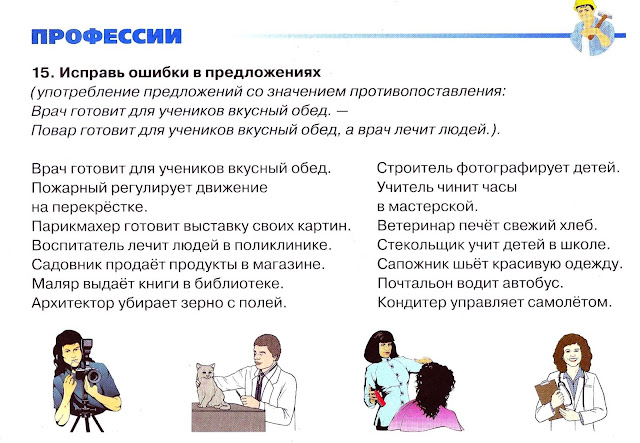 ПРОФЕССИИ
15. Исправь ошибки в предложениях
(употребление предложений со значением противопоставления:
Врач готовит для учеников вкусный обед. —
Повар готовит для учеников вкусный обед, а врач лечит людей.).
Врач готовит для учеников вкусный обед.
Пожарный регулирует движение
на перекрёстке.
Парикмахер готовит выставку своих картин.
Воспитатель лечит людей в поликлинике.
Садовник продаёт продукты в магазине.
Маляр выдаёт книги в библиотеке.
Архитектор убирает зерно с полей.
Строитель фотографирует детей.
Учитель чинит часы
в мастерской.
Ветеринар печёт свежий хлеб.
Стекольщик учит детей в школе.
Сапожник шьёт красивую одежду.
Почтальон водит автобус.
Кондитер управляет самолётом.